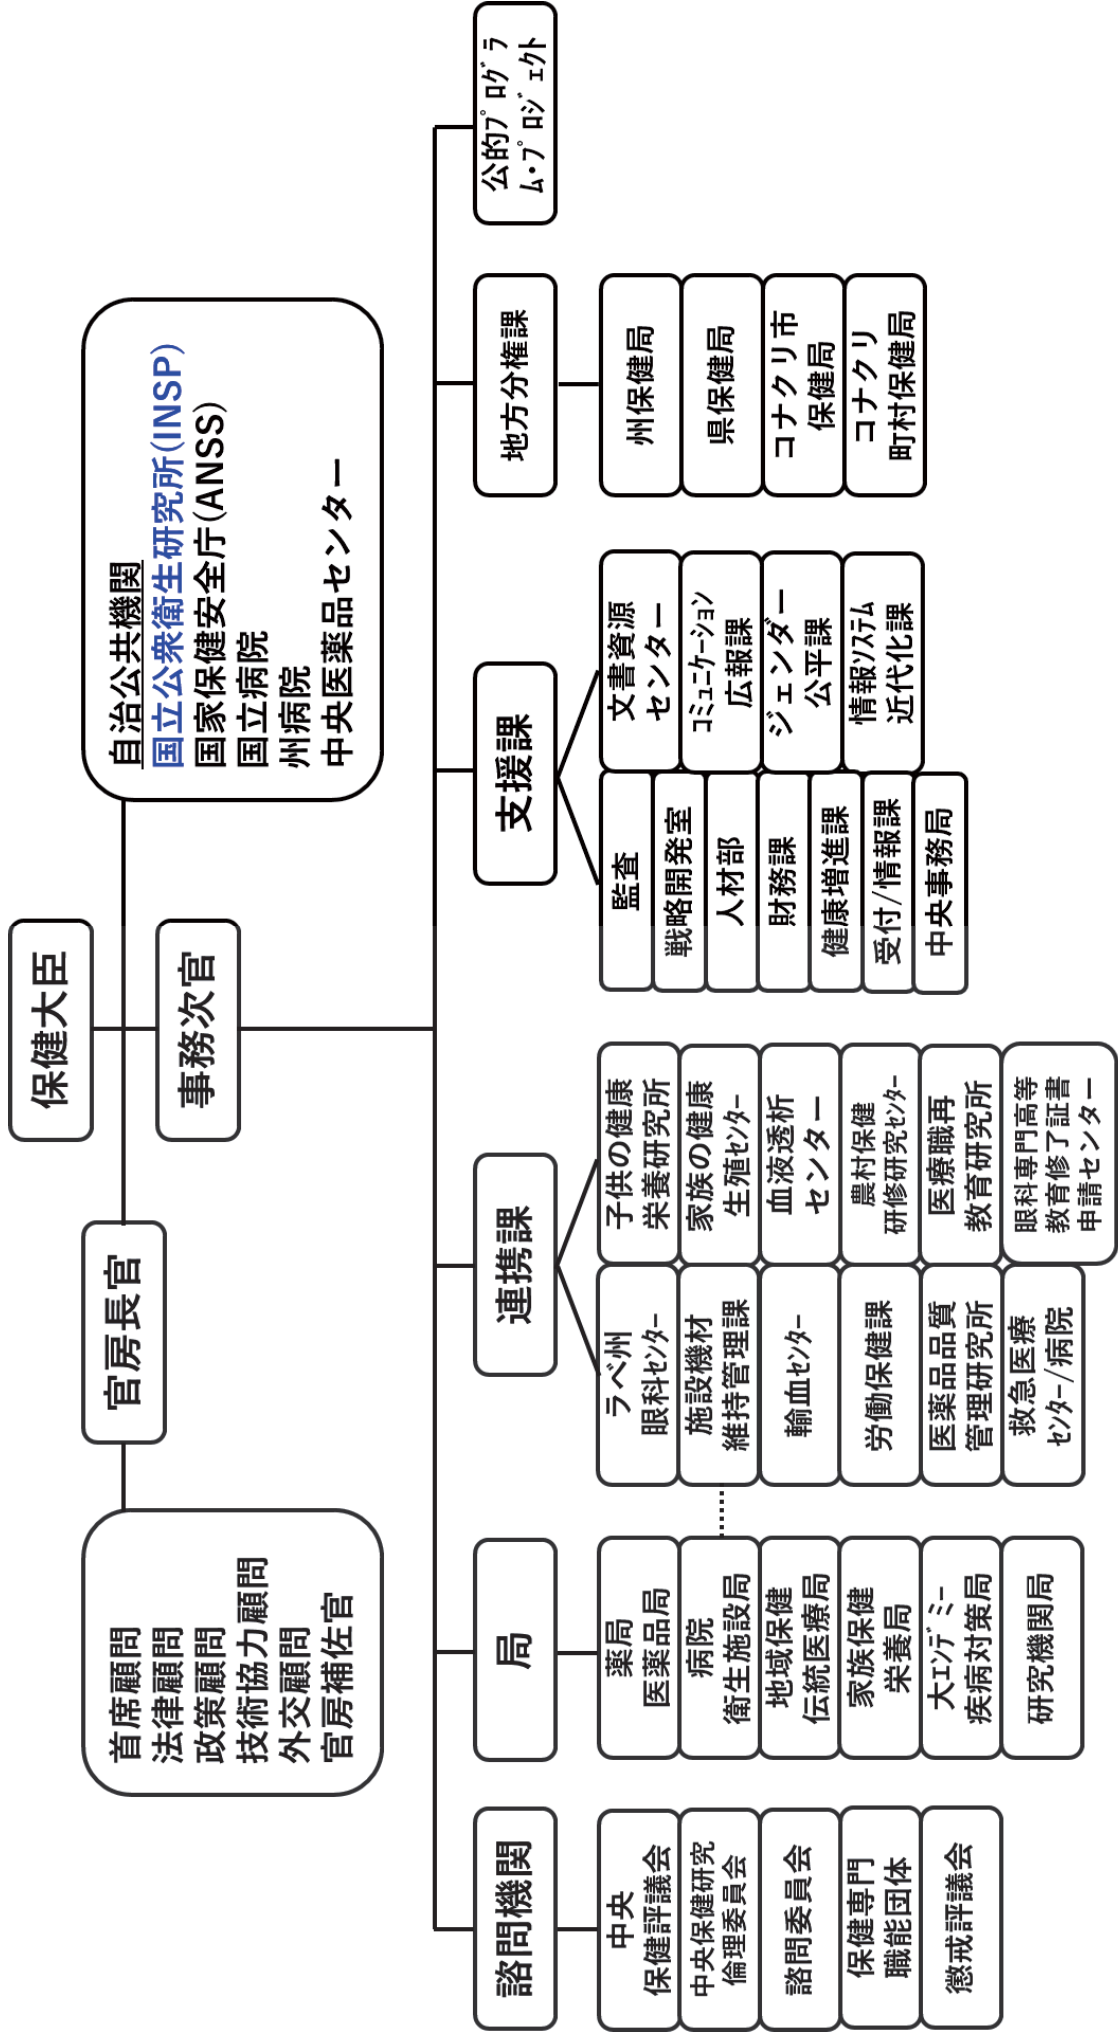 保健大臣
官房長官
事務次官
首席顧問
法律顧問
政策顧問
技術協力顧問
外交顧問
官房補佐官
自治公共機関
国立公衆衛生研究所(INSP)
国家保健安全庁(ANSS)
国立病院
州病院
中央医薬品センター
諮問機関
中央
保健評議会
中央保健研究
倫理委員会
諮問委員会
保健専門
職能団体
懲戒評議会
局
薬局
医薬品局
病院
衛生施設局
地域保健
伝統医療局
家族保健
栄養局
大ｴﾝﾃﾞﾐｰ
疾病対策局
研究機関局
連携課
ラベ州
眼科ｾﾝﾀｰ
施設機材
維持管理課
輸血ｾﾝﾀｰ
労働保健課
医薬品品質
管理研究所
救急医療
ｾﾝﾀｰ/病院
子供の健康
栄養研究所
家族の健康
生殖ｾﾝﾀｰ
血液透析
センター
農村保健
研修研究ｾﾝﾀｰ
医療職再
教育研究所
眼科専門高等
教育修了証書
申請センター
支援課
監査
戦略開発室
人材部
財務課
健康増進課
受付/情報課
中央事務局
文書資源
センター
ｺﾐｭﾆｹｰｼｮﾝ
広報課
ジェンダー
公平課
情報ｿｽﾃﾑ
近代化課
地方分権課
州保健局
県保健局
コナクリ市
保健局
コナクリ
町村保健局
公的ﾌﾟﾛｸﾞﾗ
ﾑ・ﾌﾟﾛｼﾞｪｸﾄ